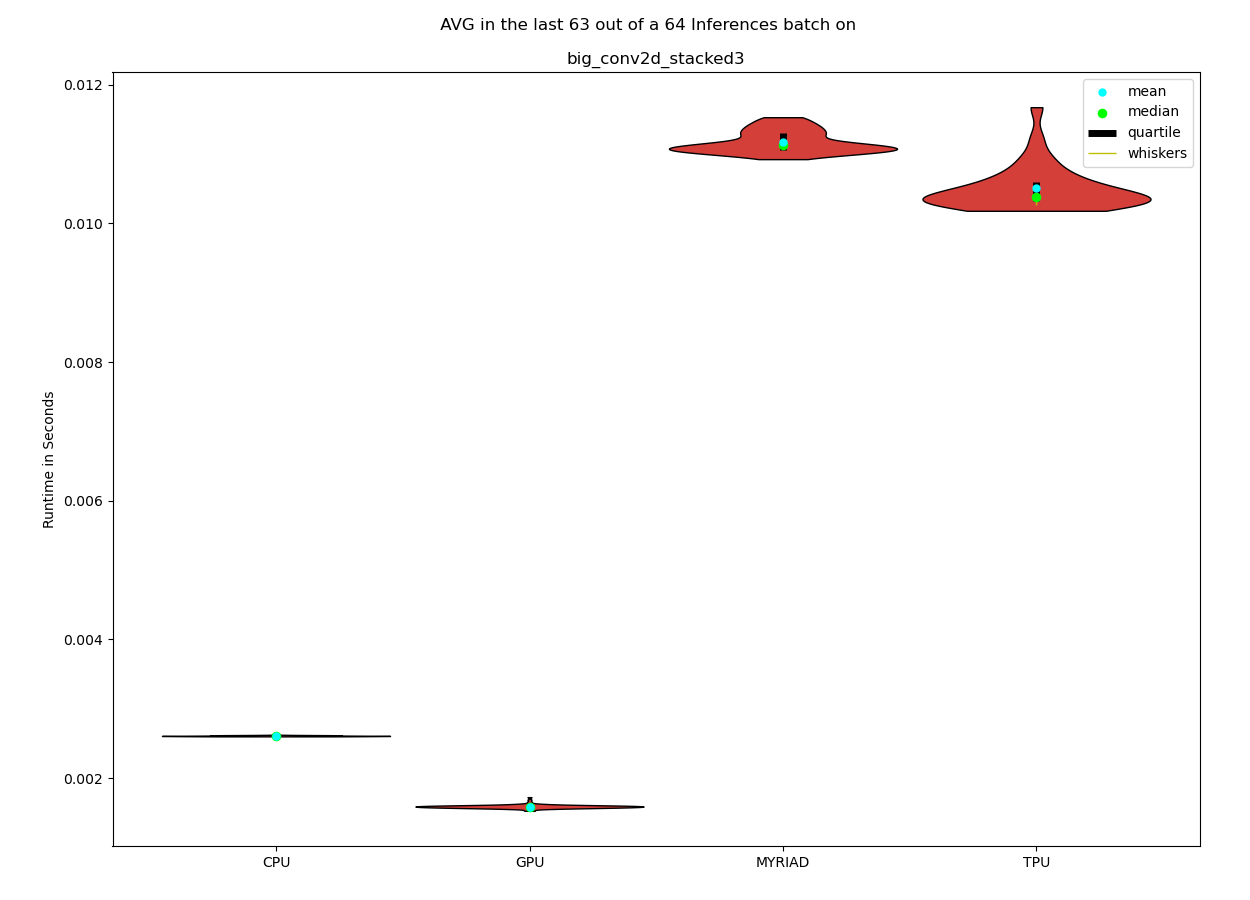 AVG in the last 63 out of a 64 Inferences batch on
big_conv2d_stacked3
0.012
0.010
0.008
0.006
0.004
0.002
Runtime in Seconds
mean
median
quartile
whiskers
CPU
GPU
MYRIAD
TPU